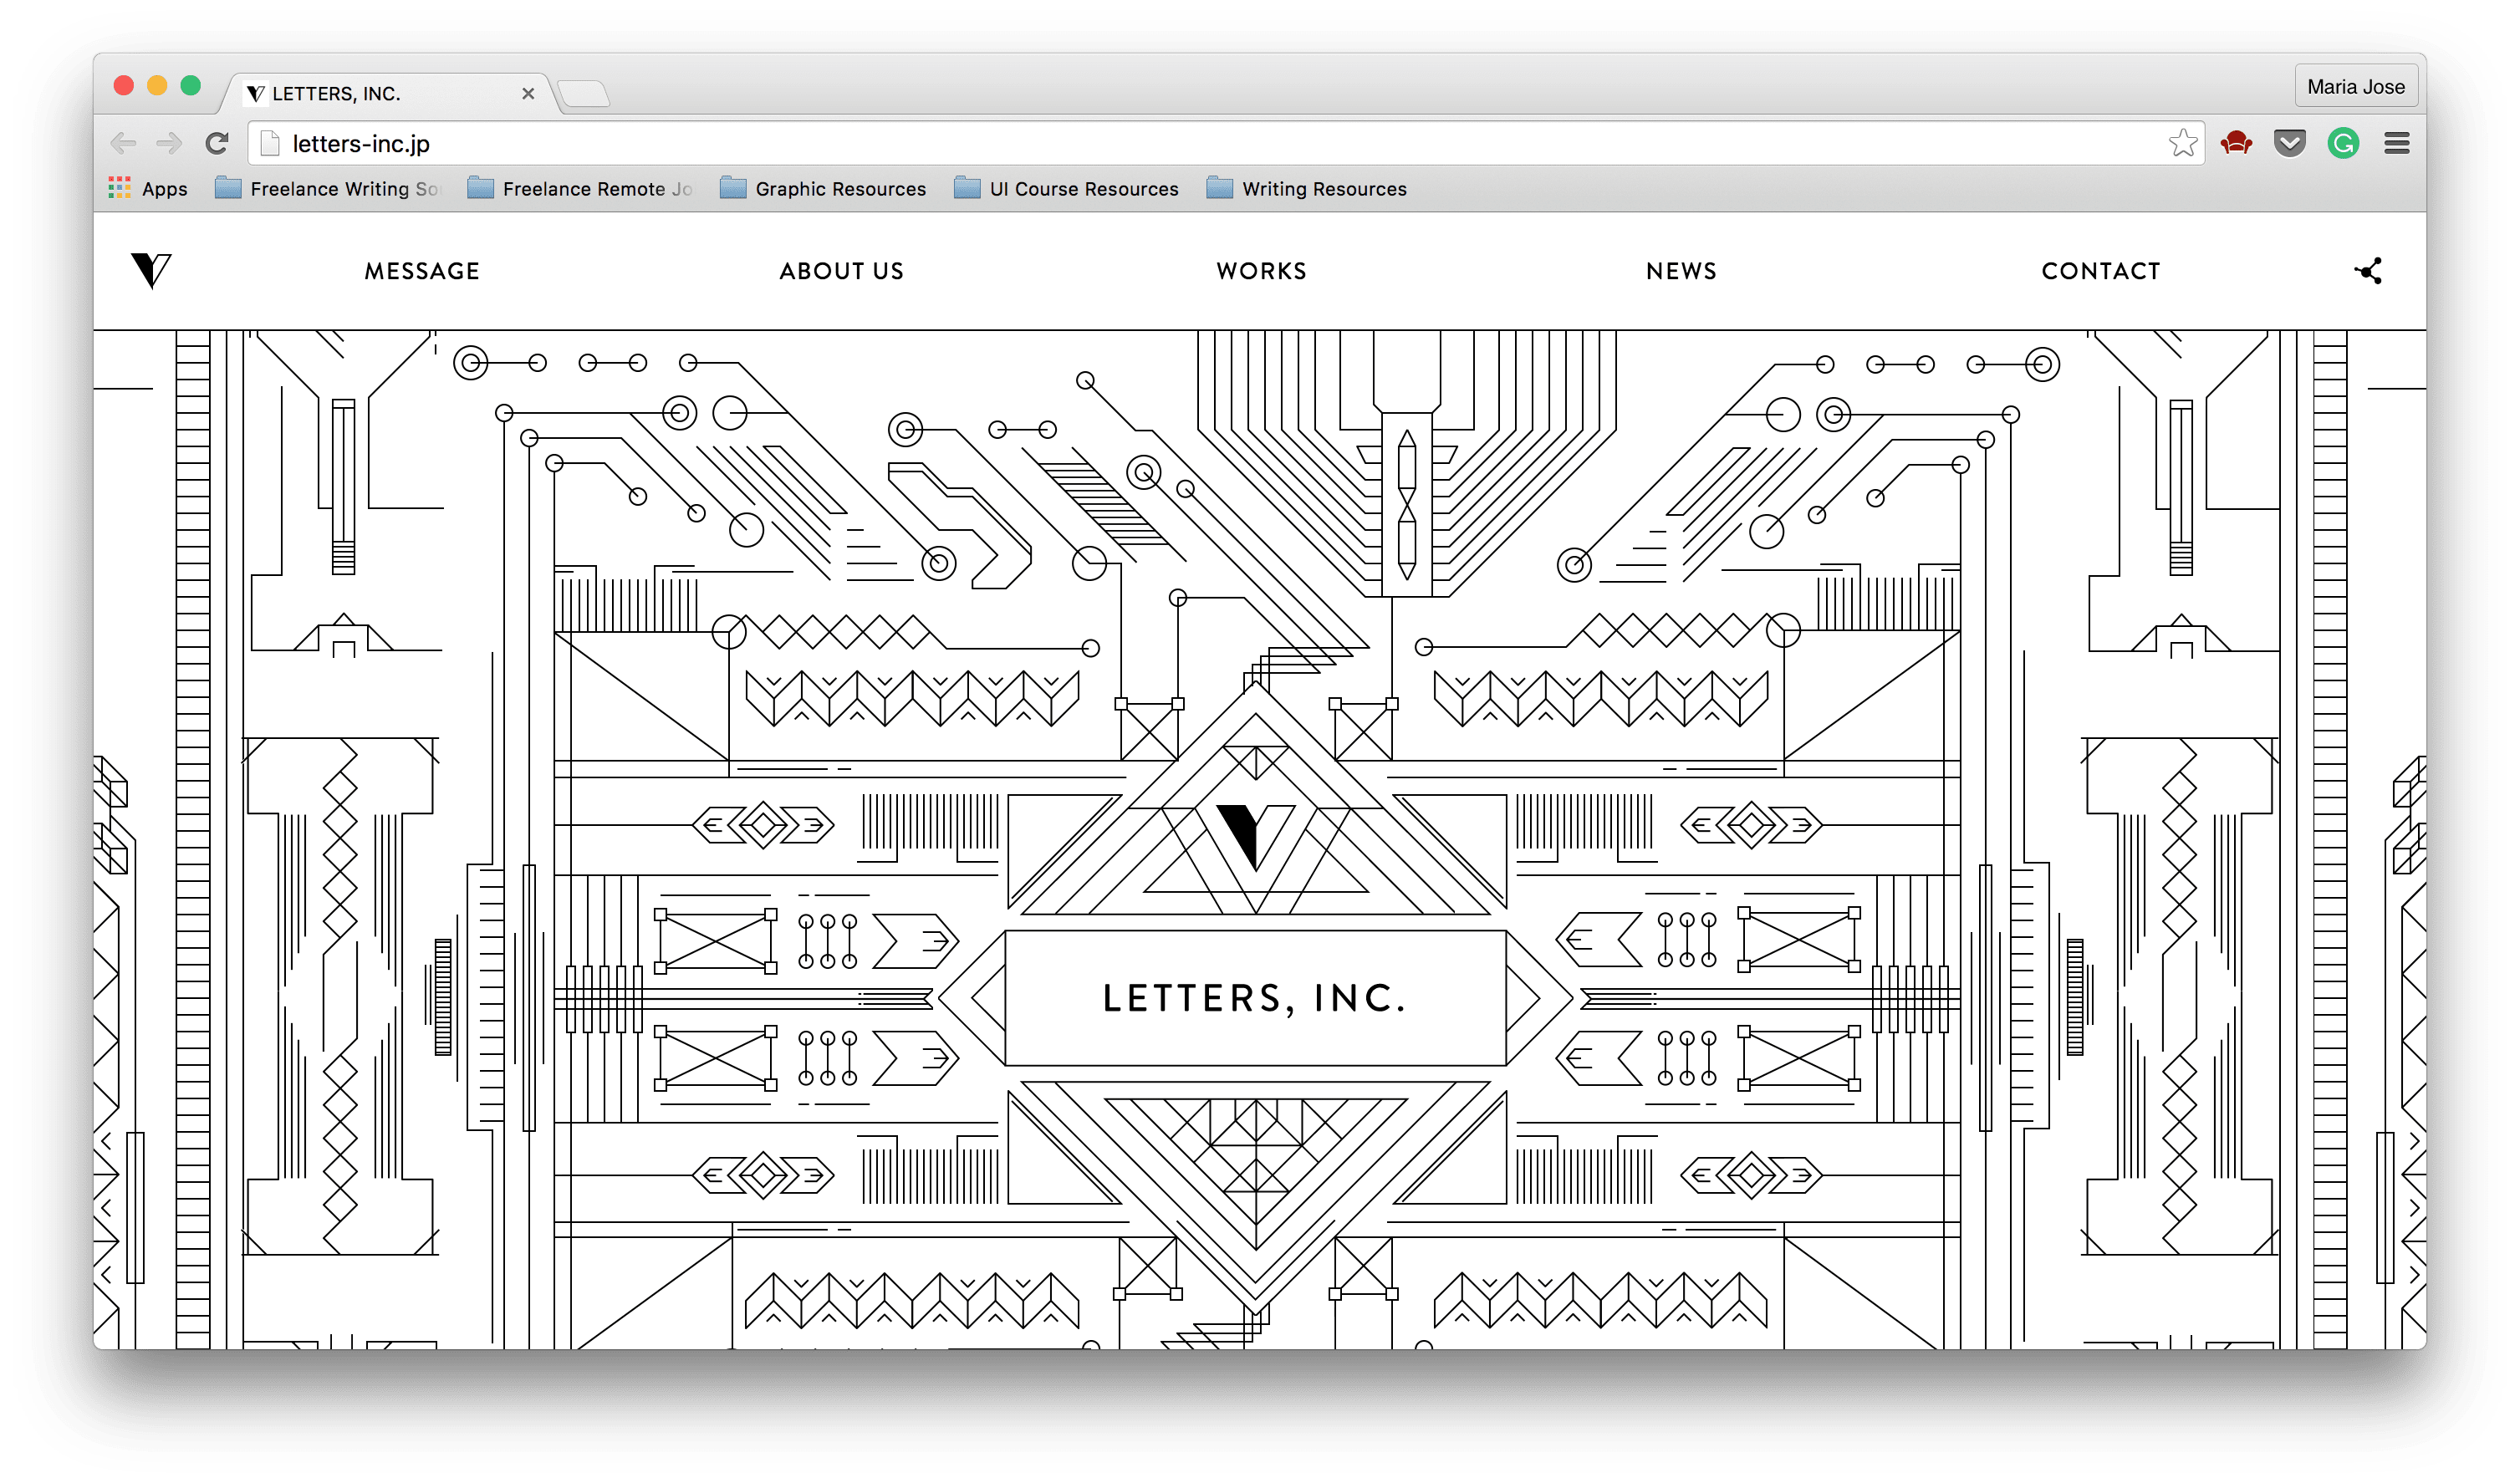 LETTERS, INC.
Maria Jose
letters-inc.jp
Apps
Freelance Writing So
Freelance Remote Jo
Graphic Resources
UI Course Resources
Writing Resources
MESSAGE
ABOUT US
WORKS
NEWS
CONTACT
LETTERS, INC.